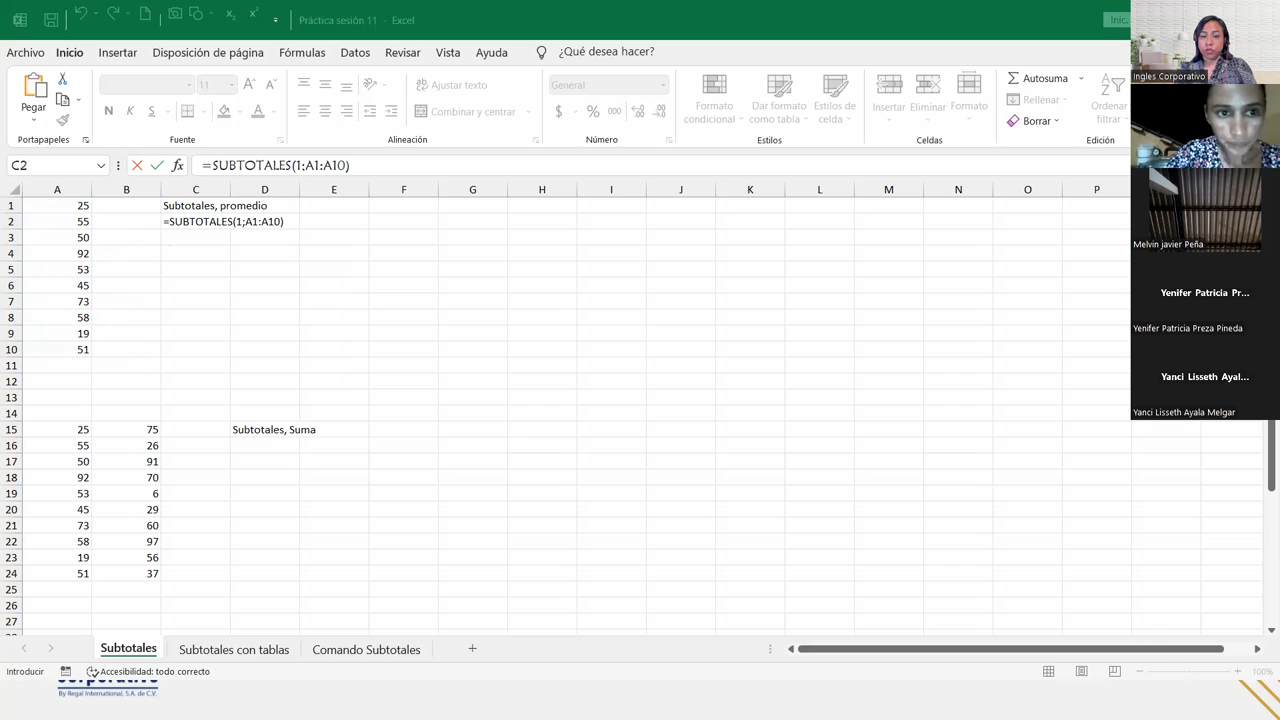 Práctica sesión 11 - Excel
Inic.
Archivo Inicio Insertar Disposición de página Fórmulas Datos Revisar Vista Ayuda ¿Qué desea hacer?
Pegar
11
General
Formatos condicional
Dar formato como tabla
Estilos de celda
Insertar
Eliminar
Formato
Autosuma
Rellenar
Borrar
Ordenar
Combinar y centrar
Portapapeles Fuente Alineación Número Estilos Celdas Edición
C2 fx =SUBTOTALES(1;A1:A10)
A B C D E F G H I J K L M N O P
1 25 Subtotales, promedio
2 55 =SUBTOTALES(1;A1:A10)
3 50
4 92
5 53
6 45
7 73
8 58
9 19
10 51
11
12
13
14
15 25 75 Subtotales, Suma
16 55 26
17 50 91
18 92 70
19 53 6
20 45 29
21 73 60
22 58 97
23 19 56
24 51 37
25
26
27
Subtotales Subtotales con tablas Comando Subtotales
Introducir Accesibilidad: todo correcto 100%
By Regal International, S.A. de C.V.
Ingles Corporativo
Melvin javier Peña
Yenifer Patricia Pr...
Yenifer Patricia Preza Pineda
Yanci Lisseth Ayal...
Yanci Lisseth Ayala Melgar